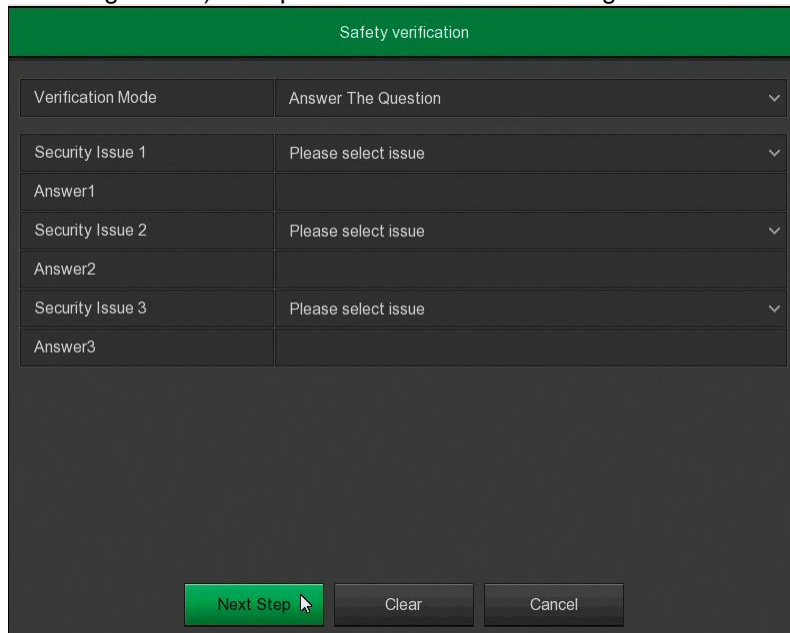 Safety verification
Verification Mode Answer The Question
Security Issue 1 Please select issue
Answer1
Security Issue 2 Please select issue
Answer2
Security Issue 3 Please select issue
Answer3
Next Step Clear Cancel